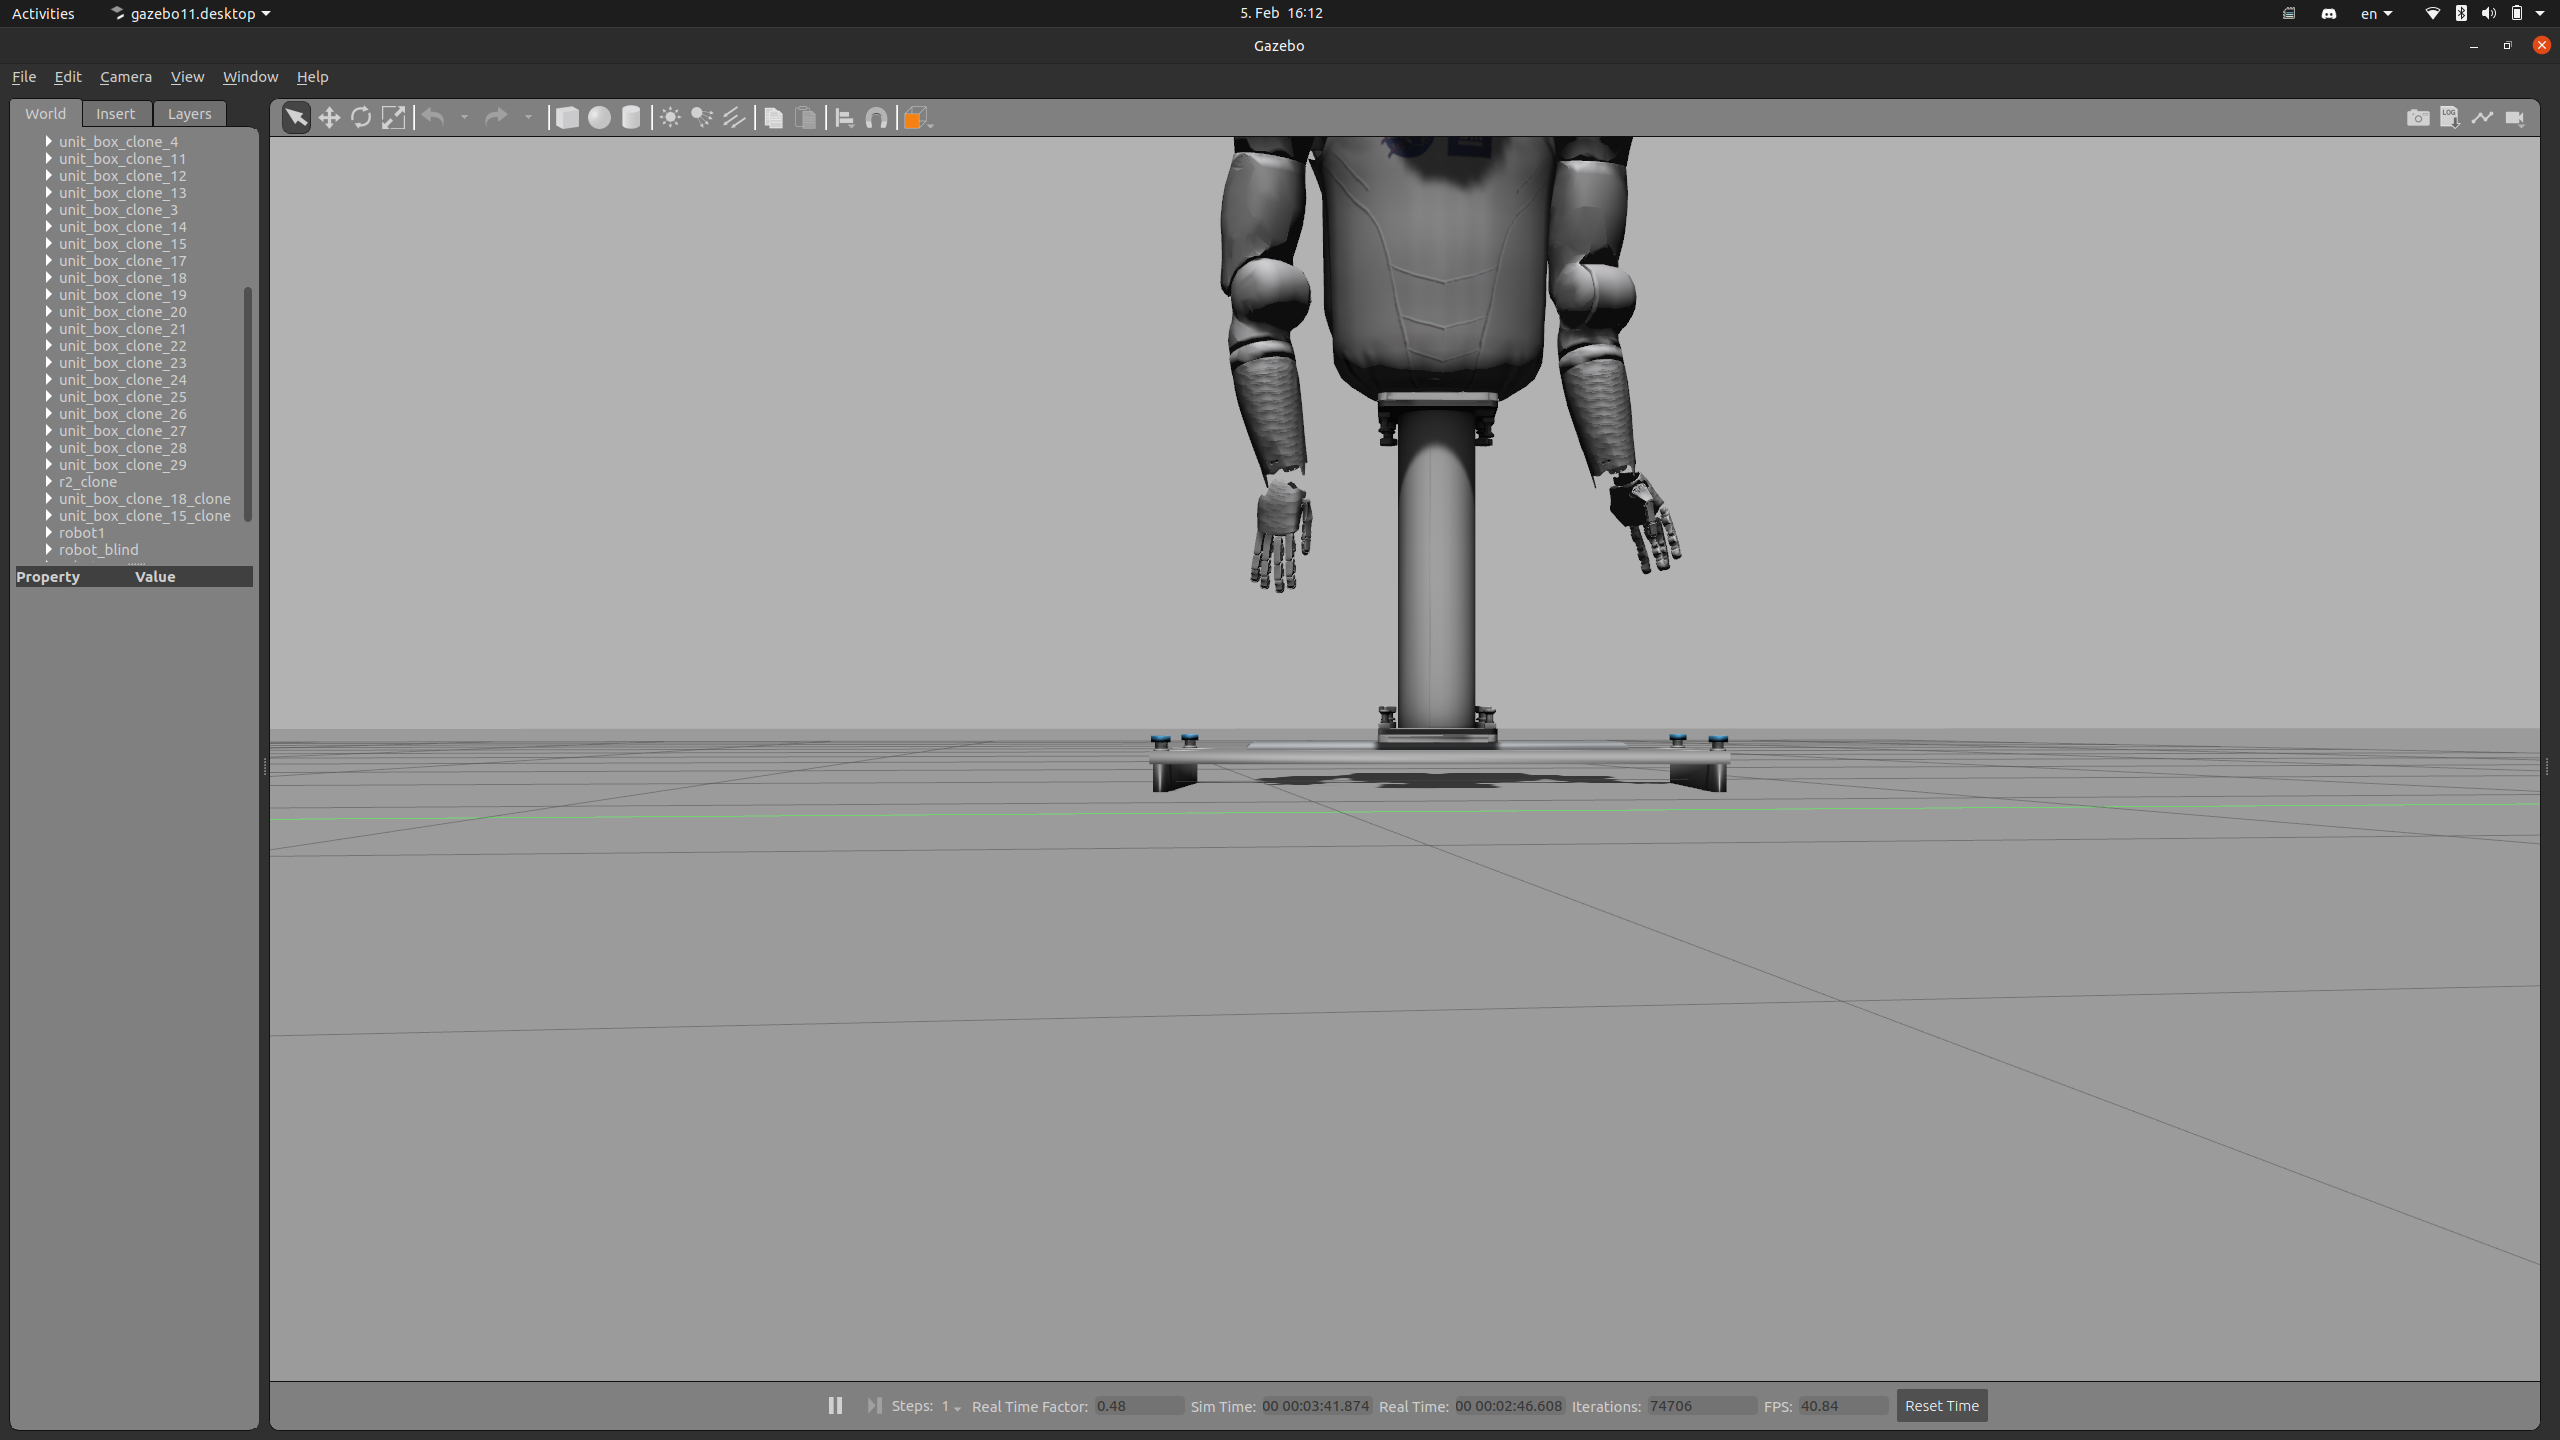 Activities gazebo11.desktop 5. Feb 16:12 en
Gazebo
File Edit Camera View Window Help
World Insert Layers
unit_box_clone_4
unit_box_clone_11
unit_box_clone_12
unit_box_clone_13
unit_box_clone_3
unit_box_clone_14
unit_box_clone_15
unit_box_clone_17
unit_box_clone_18
unit_box_clone_19
unit_box_clone_20
unit_box_clone_21
unit_box_clone_22
unit_box_clone_23
unit_box_clone_24
unit_box_clone_25
unit_box_clone_26
unit_box_clone_27
unit_box_clone_28
unit_box_clone_29
r2_clone
unit_box_clone_18_clone
unit_box_clone_15_clone
robot1
robot_blind
Property Value
LOG
Steps: 1 Real Time Factor: 0.48 Sim Time: 00 00:03:41.874 Real Time: 00 00:02:46.608 Iterations: 74706 FPS: 40.84 Reset Time